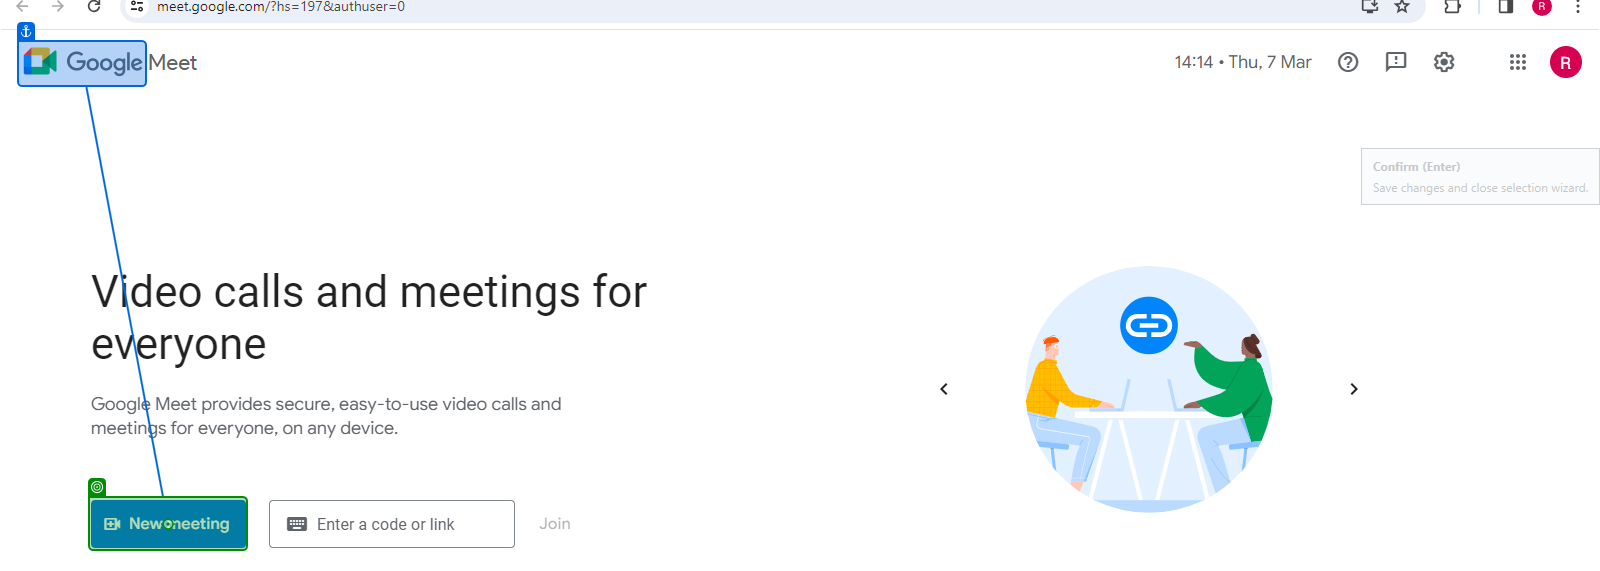 meet.google.com/?hs=197&authuser=0
R
Google Meet
14:14 • Thu, 7 Mar
R
Confirm (Enter)
Save changes and close selection wizard.
Video calls and meetings for
everyone
Google Meet provides secure, easy-to-use video calls and
meetings for everyone, on any device.
New meeting
Enter a code or link
Join